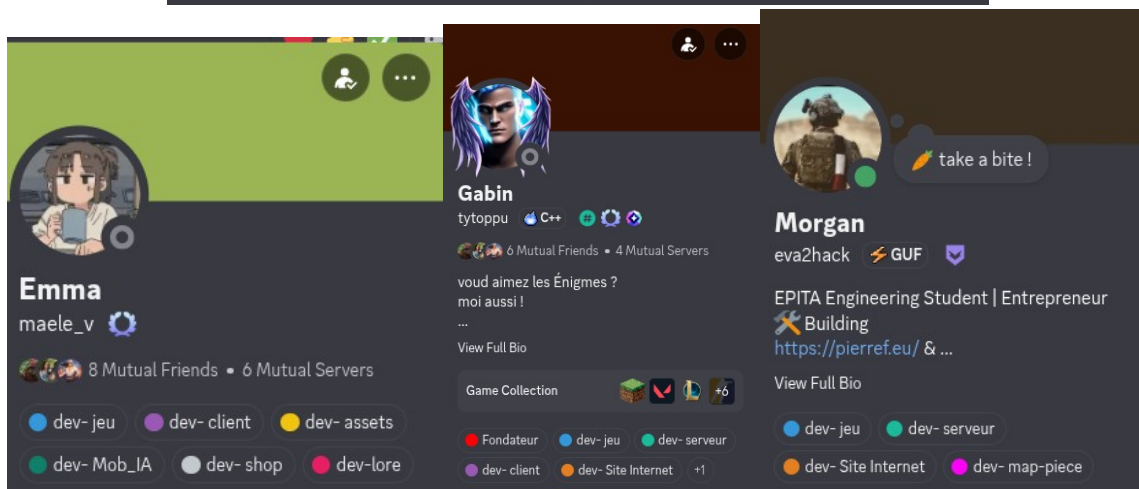 Emma
maele_v
8 Mutual Friends • 6 Mutual Servers
dev- jeu
dev- client
dev- assets
dev- Mob_IA
dev- shop
dev-lore
Gabin
tytoppu C++
6 Mutual Friends • 4 Mutual Servers
voud aimez les Énigmes ?
moi aussi !
...
View Full Bio
Game Collection +6
Fondateur
dev- jeu
dev- serveur
dev- client
dev- Site Internet
+1
take a bite !
Morgan
eva2hack GUF
EPITA Engineering Student | Entrepreneur
Building
https://pierref.eu/ & ...
View Full Bio
dev- jeu
dev- serveur
dev- Site Internet
dev- map-piece